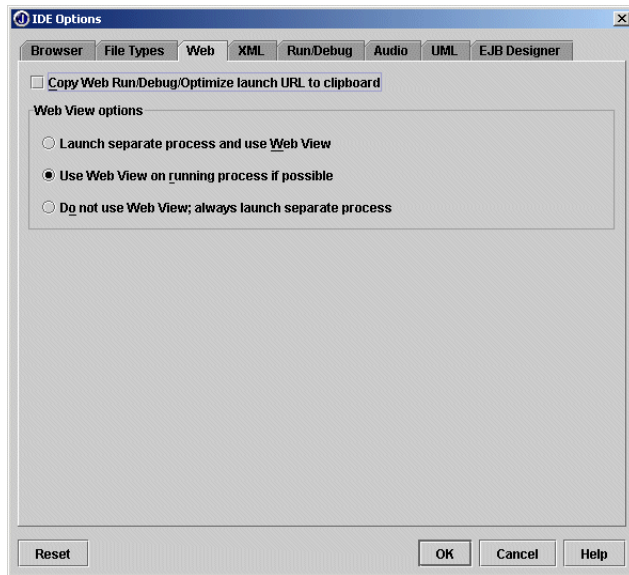 IDE Options
Browser File Types Web XML Run/Debug Audio UML EJB Designer
Copy Web Run/Debug/Optimize launch URL to clipboard
Web View options
Launch separate process and use Web View
Use Web View on running process if possible
Do not use Web View; always launch separate process
Reset OK Cancel Help